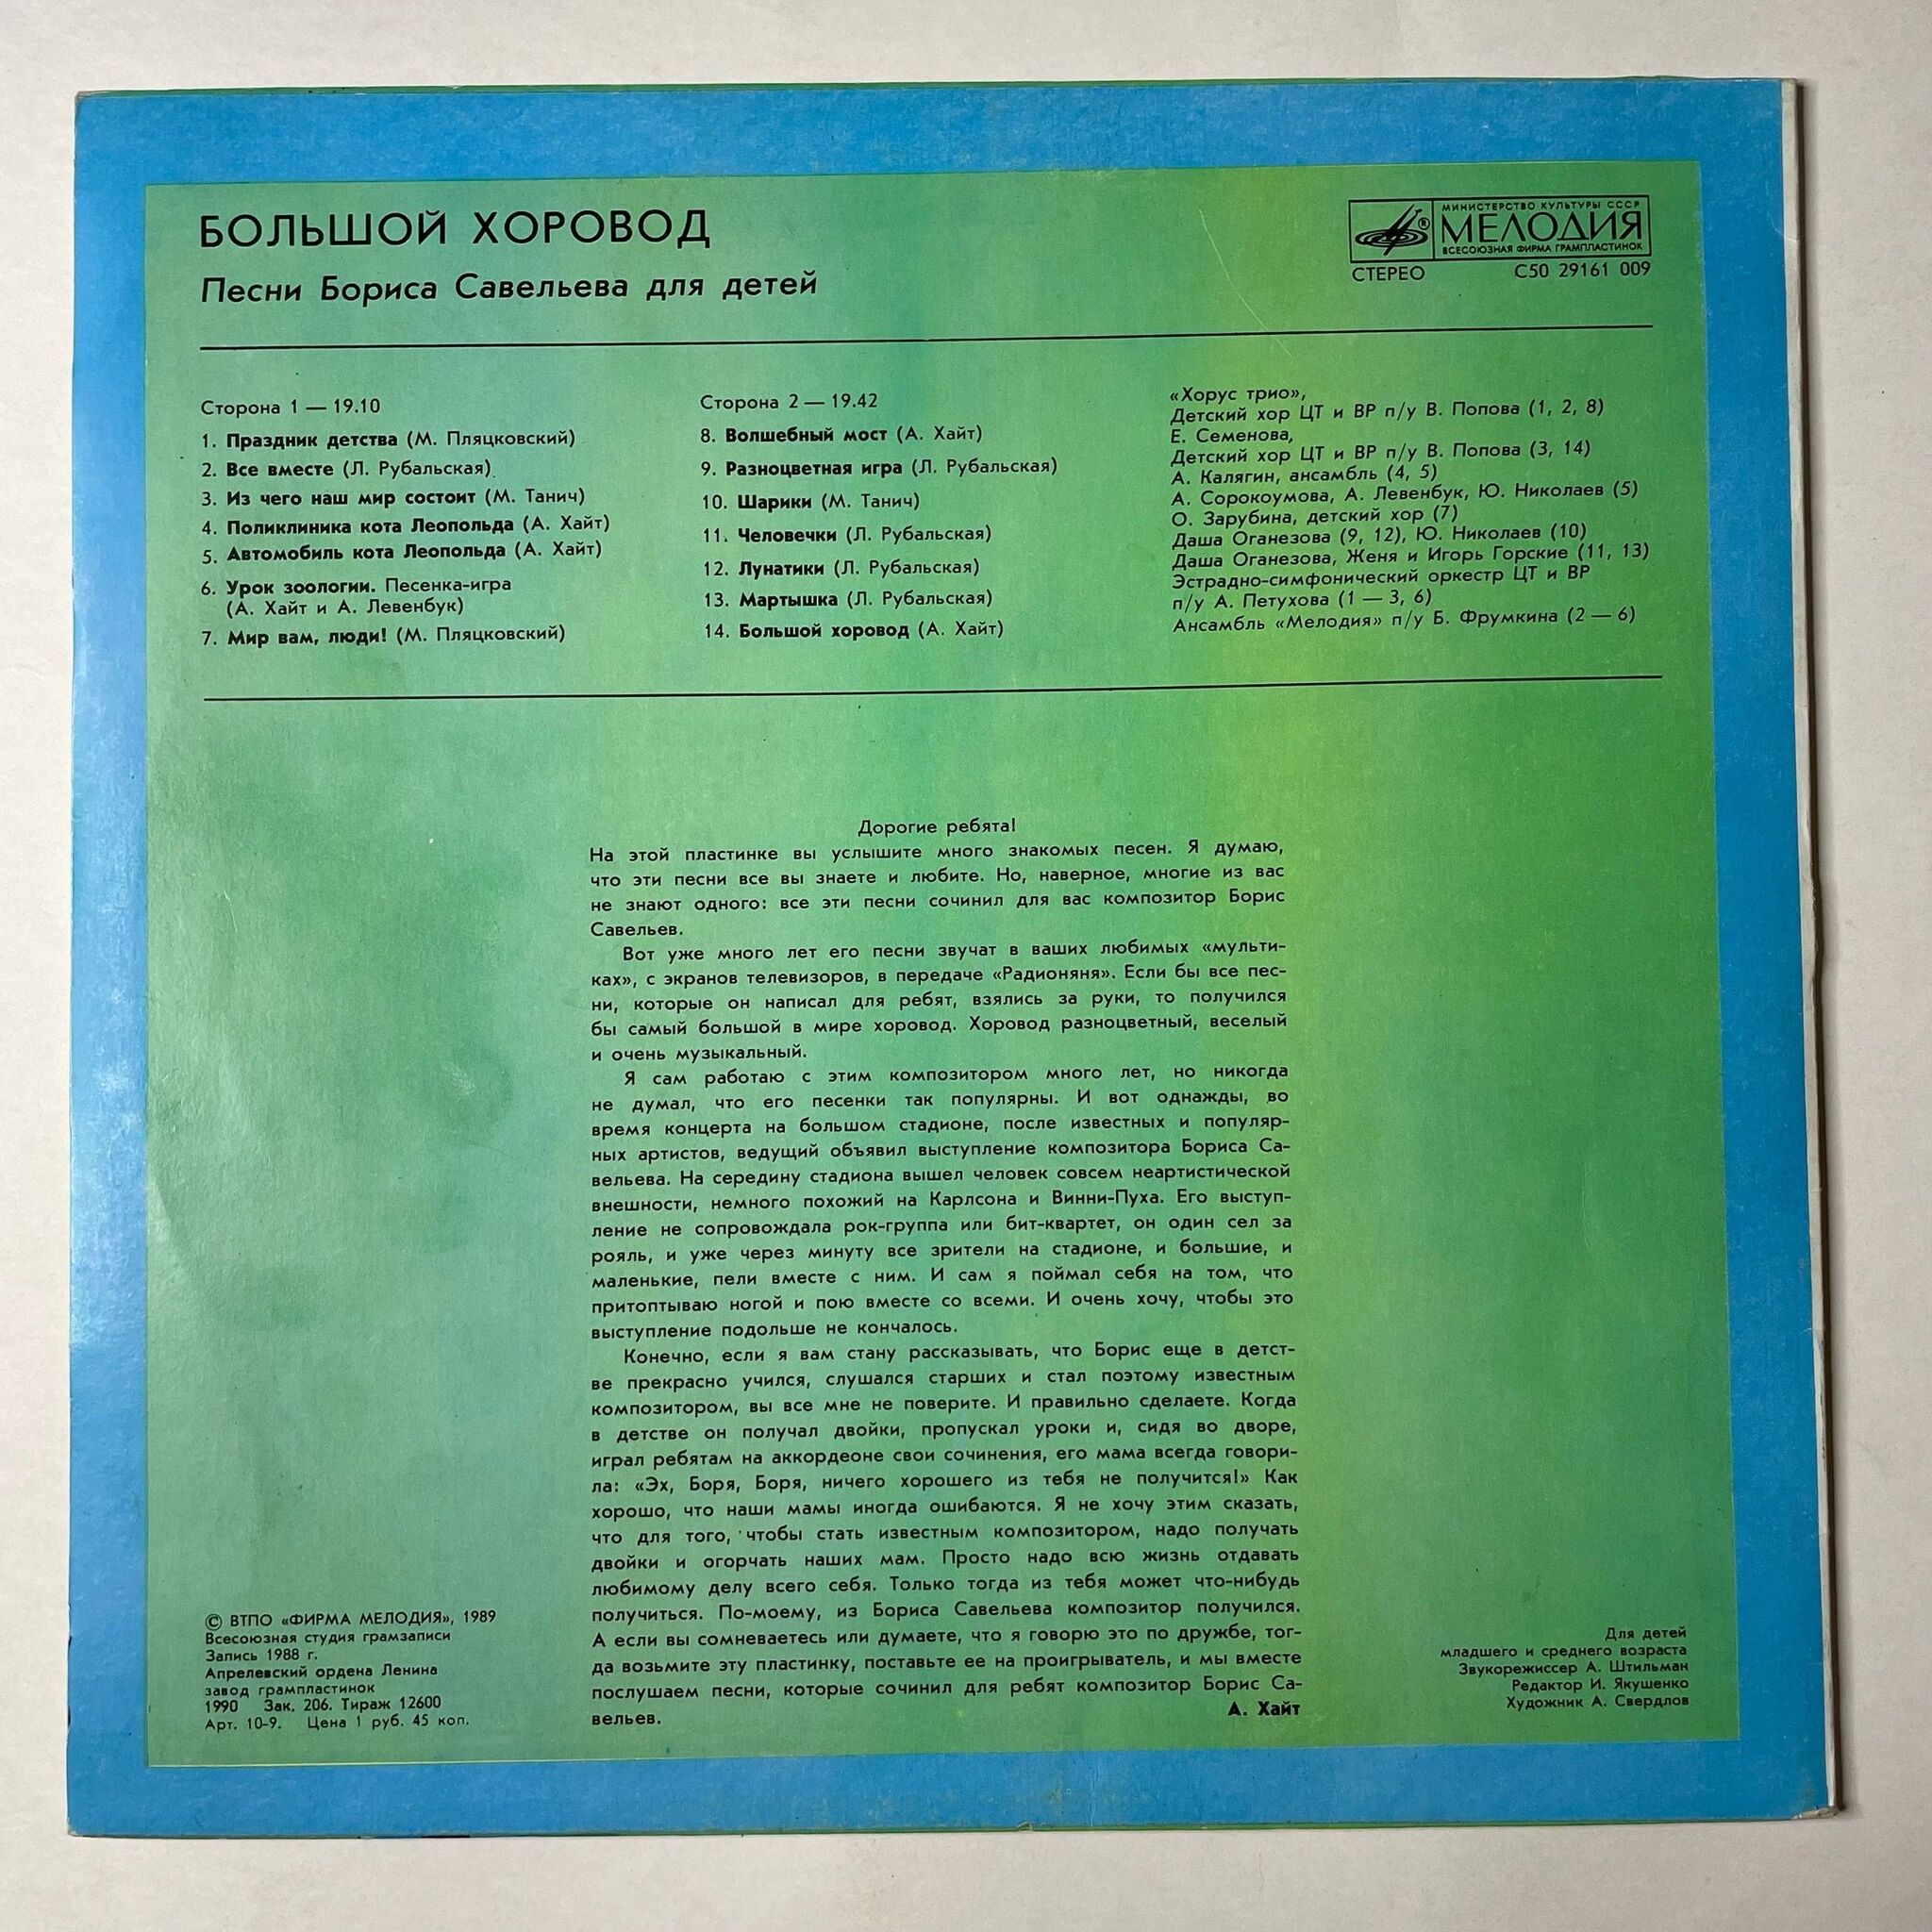 БОЛЬШОЙ ХОРОВОД
Песни Бориса Савельева для детей
МИНИСТЕРСТВО КУЛЬТУРЫ СССР
МЕЛОДИЯ
ВСЕСОЮЗНАЯ ФИРМА ГРАМПЛАСТИНОК
СТЕРЕО С50 29161 009
Сторона 1 — 19.10
1. Праздник детства (М. Пляцковский)
2. Все вместе (Л. Рубальская)
3. Из чего наш мир состоит (М. Танич)
4. Поликлиника кота Леопольда (А. Хайт)
5. Автомобиль кота Леопольда (А. Хайт)
6. Урок зоологии. Песенка-игра
(А. Хайт и А. Левенбук)
7. Мир вам, люди! (М. Пляцковский)
Сторона 2 — 19.42
8. Волшебный мост (А. Хайт)
9. Разноцветная игра (Л. Рубальская)
10. Шарики (М. Танич)
11. Человечки (Л. Рубальская)
12. Лунатики (Л. Рубальская)
13. Мартышка (Л. Рубальская)
14. Большой хоровод (А. Хайт)
«Хорус трио»,
Детский хор ЦТ и ВР п/у В. Попова (1, 2, 8)
Е. Семенова,
Детский хор ЦТ и ВР п/у В. Попова (3, 14)
А. Калягин, ансамбль (4, 5)
А. Сорокоумова, А. Левенбук, Ю. Николаев (5)
О. Зарубина, детский хор (7)
Даша Оганезова (9, 12), Ю. Николаев (10)
Даша Оганезова, Женя и Игорь Горские (11, 13)
Эстрадно-симфонический оркестр ЦТ и ВР
п/у А. Петухова (1 — 3, 6)
Ансамбль «Мелодия» п/у Б. Фрумкина (2 — 6)
Дорогие ребята!
На этой пластинке вы услышите много знакомых песен. Я думаю,
что эти песни все вы знаете и любите. Но, наверное, многие из вас
не знают одного: все эти песни сочинил для вас композитор Борис
Савельев.
Вот уже много лет его песни звучат в ваших любимых «мульти-
ках», с экранов телевизоров, в передаче «Радионяня». Если бы все пес-
ни, которые он написал для ребят, взялись за руки, то получился
бы самый большой в мире хоровод. Хоровод разноцветный, веселый
и очень музыкальный.
Я сам работаю с этим композитором много лет, но никогда
не думал, что его песенки так популярны. И вот однажды, во
время концерта на большом стадионе, после известных и популяр-
ных артистов, ведущий объявил выступление композитора Бориса Са-
вельева. На середину стадиона вышел человек совсем неартистической
внешности, немного похожий на Карлсона и Винни-Пуха. Его выступ-
ление не сопровождала рок-группа или бит-квартет, он один сел за
рояль, и уже через минуту все зрители на стадионе, и большие, и
маленькие, пели вместе с ним. И сам я поймал себя на том, что
притоптываю ногой и пою вместе со всеми. И очень хочу, чтобы это
выступление подольше не кончалось.
Конечно, если я вам стану рассказывать, что Борис еще в детст-
ве прекрасно учился, слушался старших и стал поэтому известным
композитором, вы все мне не поверите. И правильно сделаете. Когда
в детстве он получал двойки, пропускал уроки и, сидя во дворе,
играл ребятам на аккордеоне свои сочинения, его мама всегда говори-
ла: «Эх, Боря, Боря, ничего хорошего из тебя не получится!» Как
хорошо, что наши мамы иногда ошибаются. Я не хочу этим сказать,
что для того, чтобы стать известным композитором, надо получать
двойки и огорчать наших мам. Просто надо всю жизнь отдавать
любимому делу всего себя. Только тогда из тебя может что-нибудь
получиться. По-моему, из Бориса Савельева композитор получился.
А если вы сомневаетесь или думаете, что я говорю это по дружбе, тог-
да возьмите эту пластинку, поставьте ее на проигрыватель, и мы вместе
послушаем песни, которые сочинил для ребят композитор Борис Са-
вельев.
А. Хайт
© ВТПО «ФИРМА МЕЛОДИЯ», 1989
Всесоюзная студия грамзаписи
Запись 1988 г.
Апрелевский ордена Ленина
завод грампластинок
1990 Зак. 206. Тираж 12600
Арт. 10-9. Цена 1 руб. 45 коп.
Для детей
младшего и среднего возраста
Звукорежиссер А. Штильман
Редактор И. Якушенко
Художник А. Свердлов